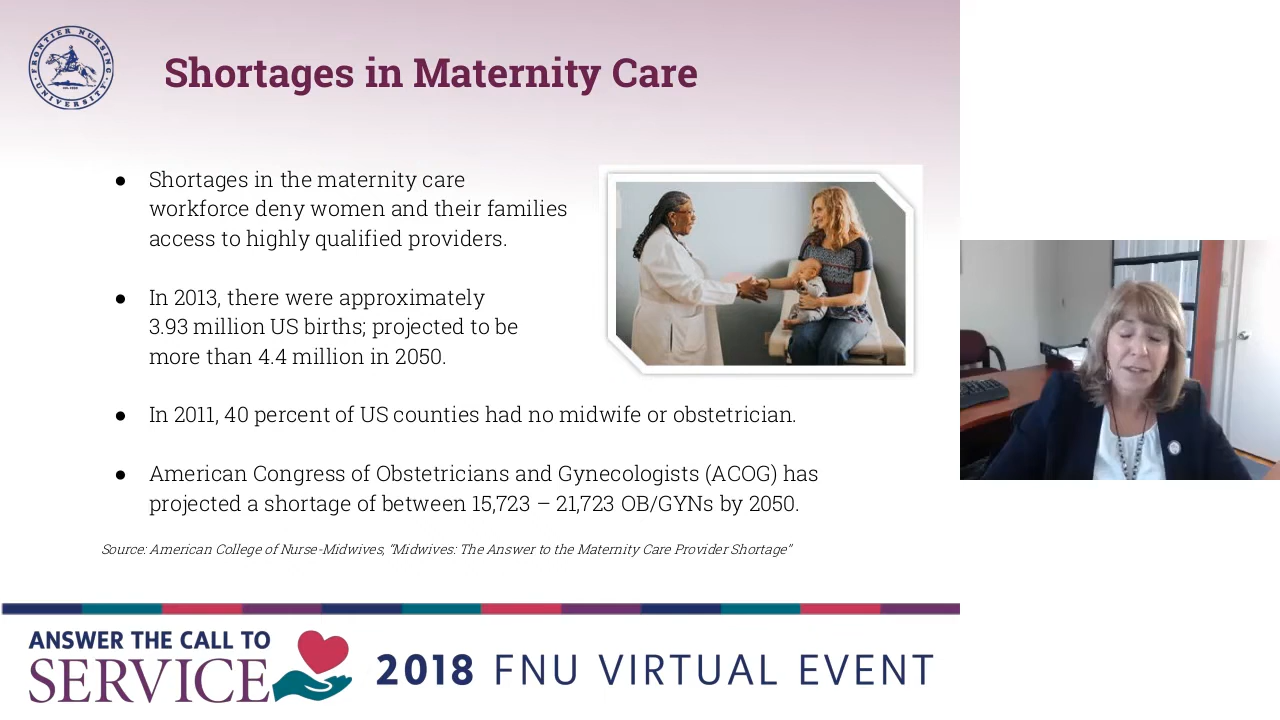 FRONTIER NURSING
UNIVERSITY
Shortages in Maternity Care
● Shortages in the maternity care
workforce deny women and their families
access to highly qualified providers.
● In 2013, there were approximately
3.93 million US births; projected to be
more than 4.4 million in 2050.
● In 2011, 40 percent of US counties had no midwife or obstetrician.
● American Congress of Obstetricians and Gynecologists (ACOG) has
projected a shortage of between 15,723 – 21,723 OB/GYNs by 2050.
Source: American College of Nurse-Midwives, “Midwives: The Answer to the Maternity Care Provider Shortage”
ANSWER THE CALL TO
SERVICE
2018 FNU VIRTUAL EVENT